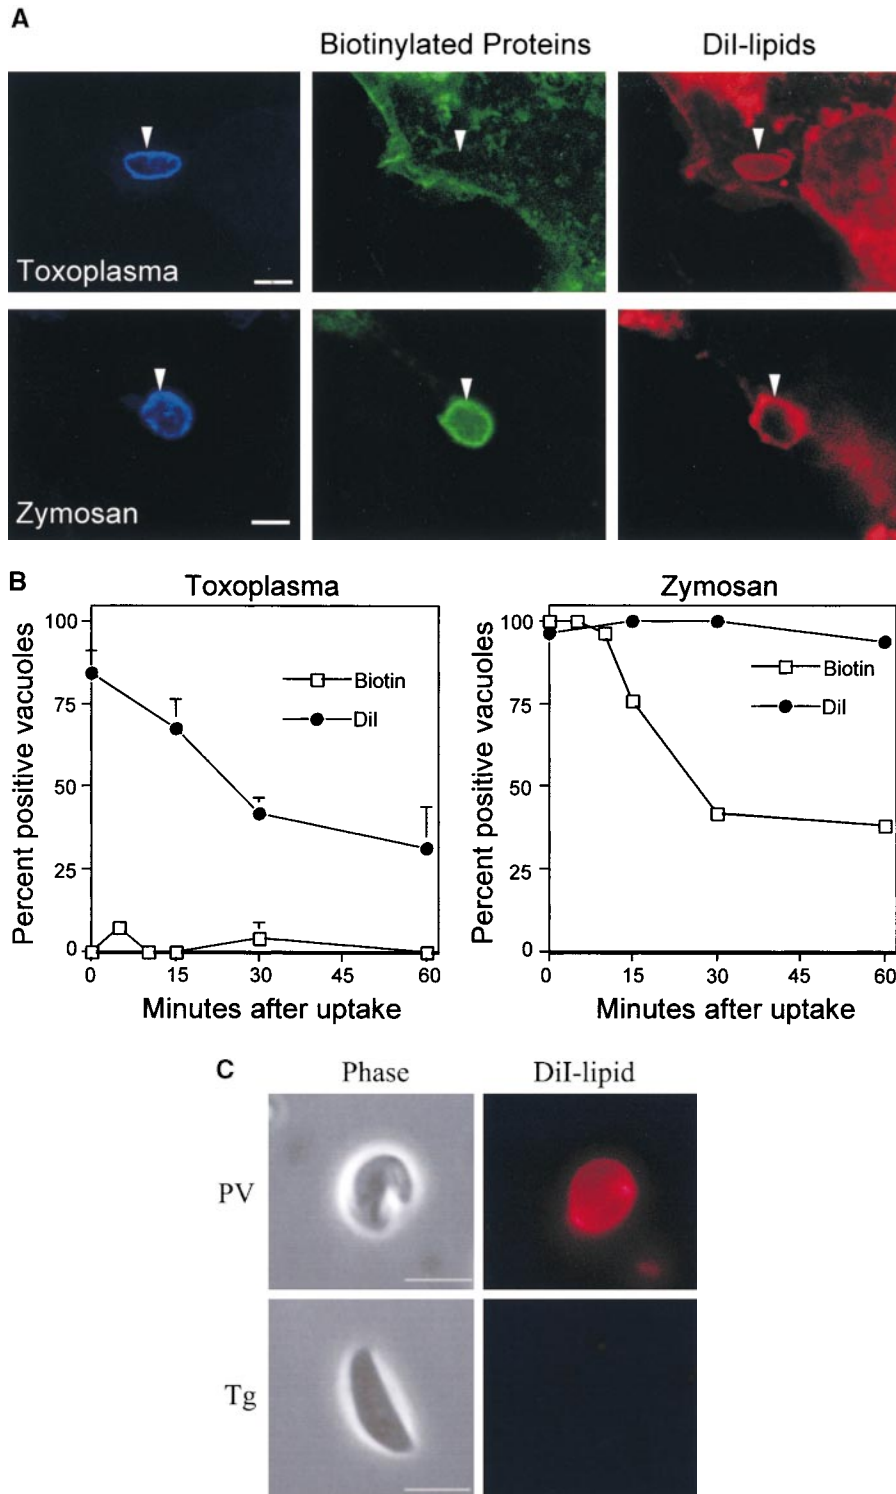 A
Biotinylated Proteins
DiI-lipids
Toxoplasma
Zymosan
B
Toxoplasma
Percent positive vacuoles
100
75
50
25
0
Biotin
DiI
0 15 30 45 60
Minutes after uptake
Zymosan
Percent positive vacuoles
100
75
50
25
0
Biotin
DiI
0 15 30 45 60
Minutes after uptake
C
Phase
DiI-lipid
PV
Tg